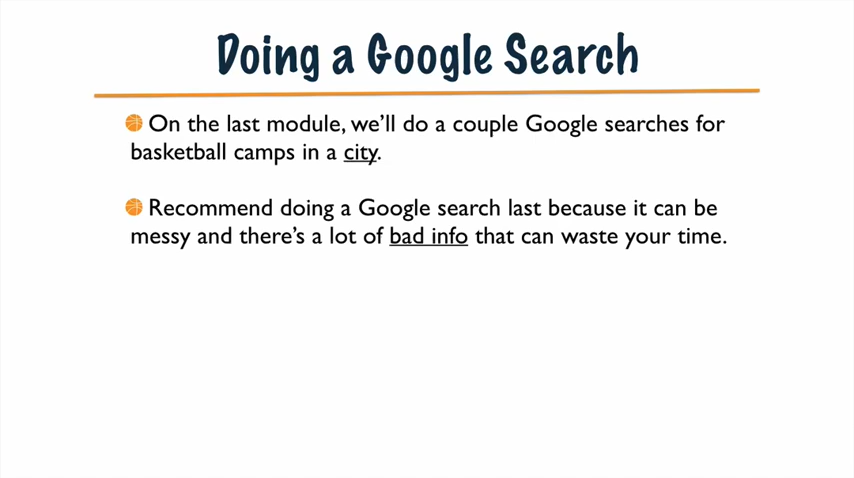 Doing a Google Search
On the last module, we'll do a couple Google searches for
basketball camps in a city.
Recommend doing a Google search last because it can be
messy and there's a lot of bad info that can waste your time.